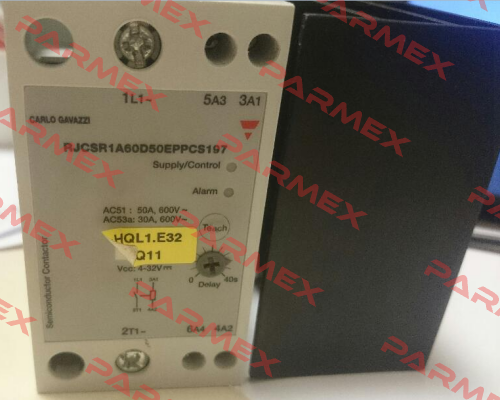 PARMEX
1L1~
5A3 3A1
CARLO GAVAZZI
RJCSR1A60D50EPPCS197
Supply/Control
Alarm
AC51 : 50A, 600V~
AC53a: 30A, 600V~
Teach
HQL1.E32
Q11
Vcc: 4-32V
0 Delay 40s
Semiconductor Contactor
2T1~
6A4 4A2